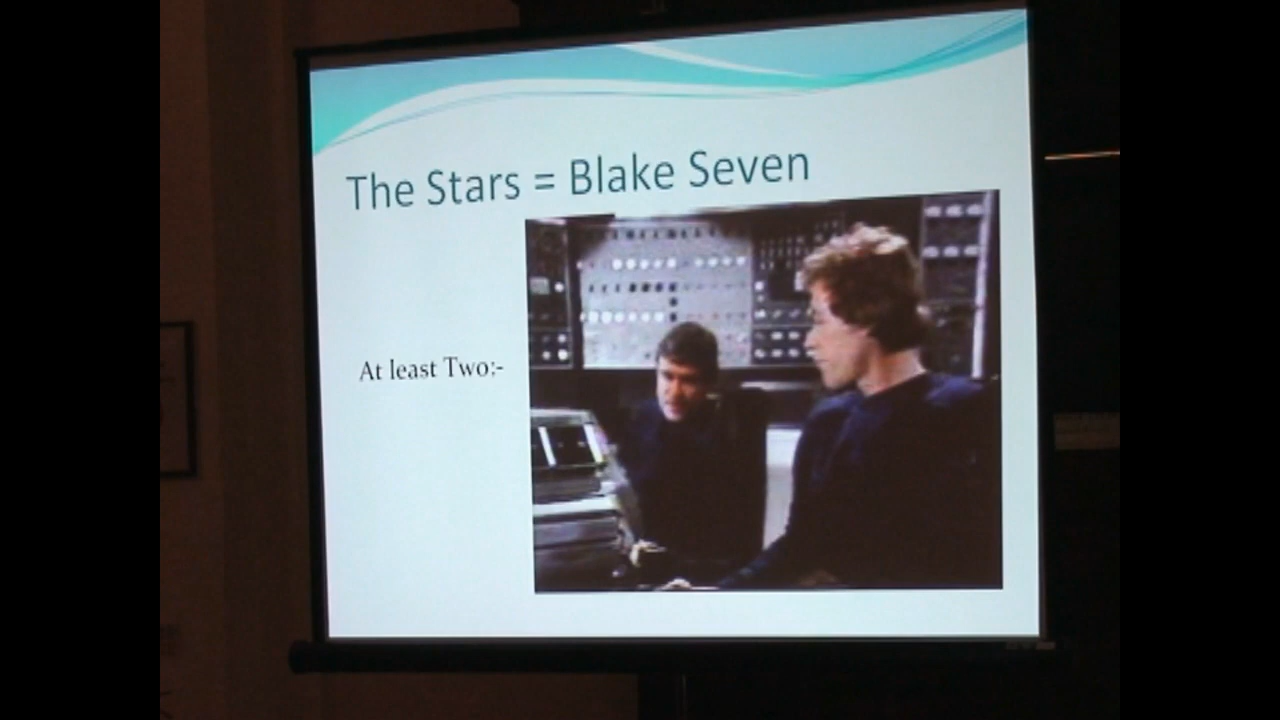 The Stars = Blake Seven
At least Two:-